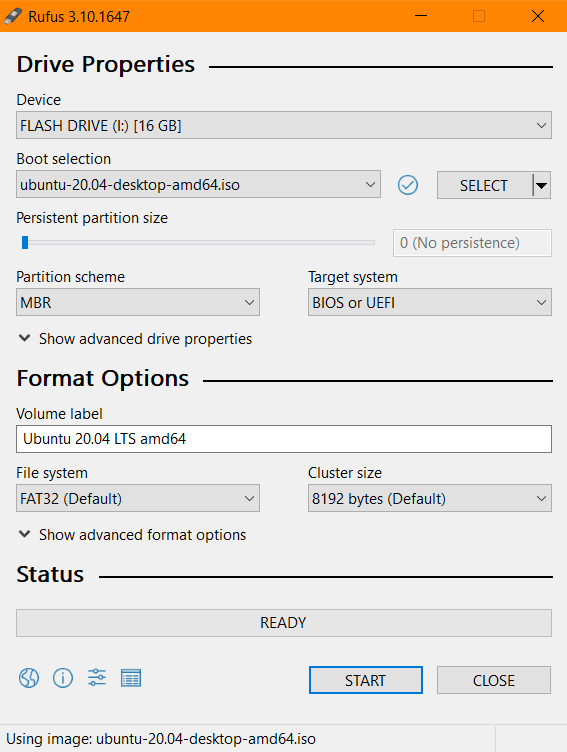 Rufus 3.10.1647
Drive Properties
Device
FLASH DRIVE (I:) [16 GB]
Boot selection
ubuntu-20.04-desktop-amd64.iso
SELECT
Persistent partition size
0 (No persistence)
Partition scheme
Target system
MBR
BIOS or UEFI
Show advanced drive properties
Format Options
Volume label
Ubuntu 20.04 LTS amd64
File system
Cluster size
FAT32 (Default)
8192 bytes (Default)
Show advanced format options
Status
READY
START
CLOSE
Using image: ubuntu-20.04-desktop-amd64.iso